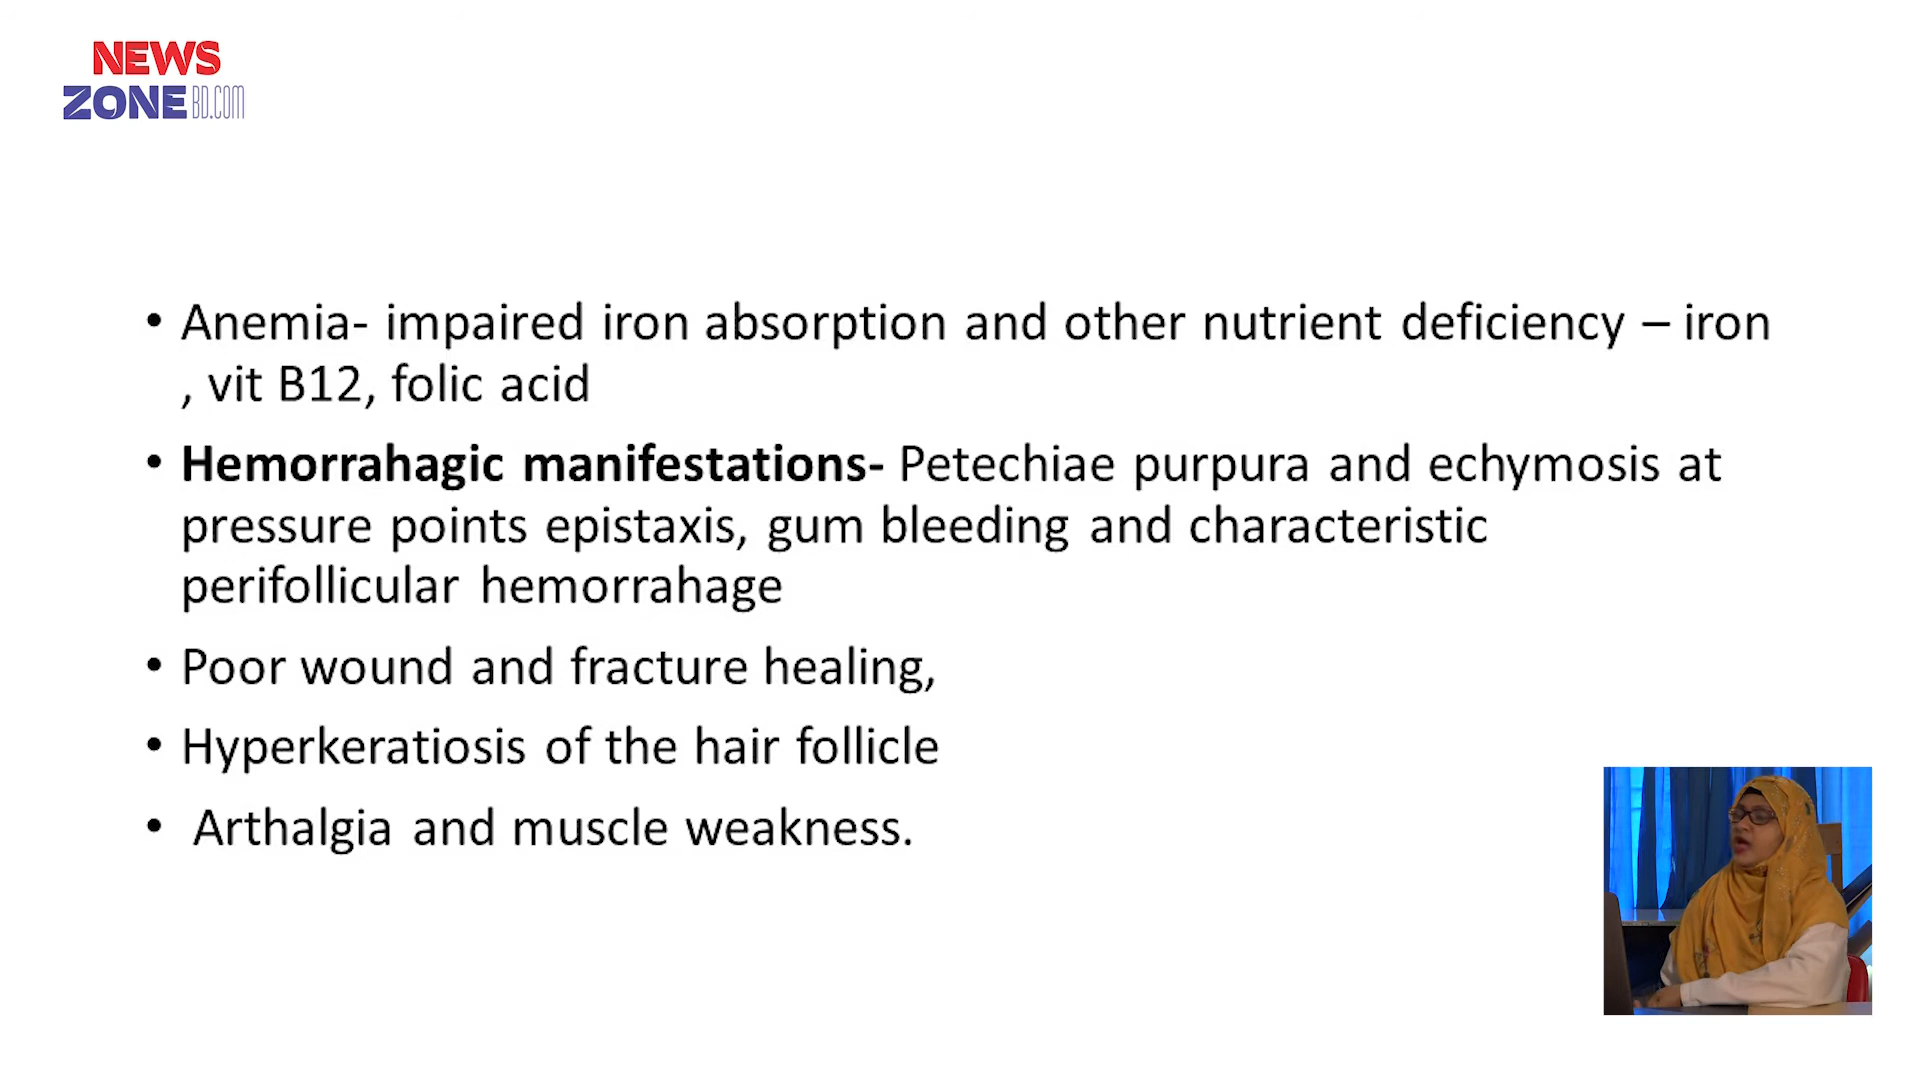 NEWS
ZONE BD.COM
• Anemia- impaired iron absorption and other nutrient deficiency – iron
, vit B12, folic acid
• Hemorrahagic manifestations- Petechiae purpura and echymosis at
pressure points epistaxis, gum bleeding and characteristic
perifollicular hemorrahage
• Poor wound and fracture healing,
• Hyperkeratiosis of the hair follicle
• Arthalgia and muscle weakness.